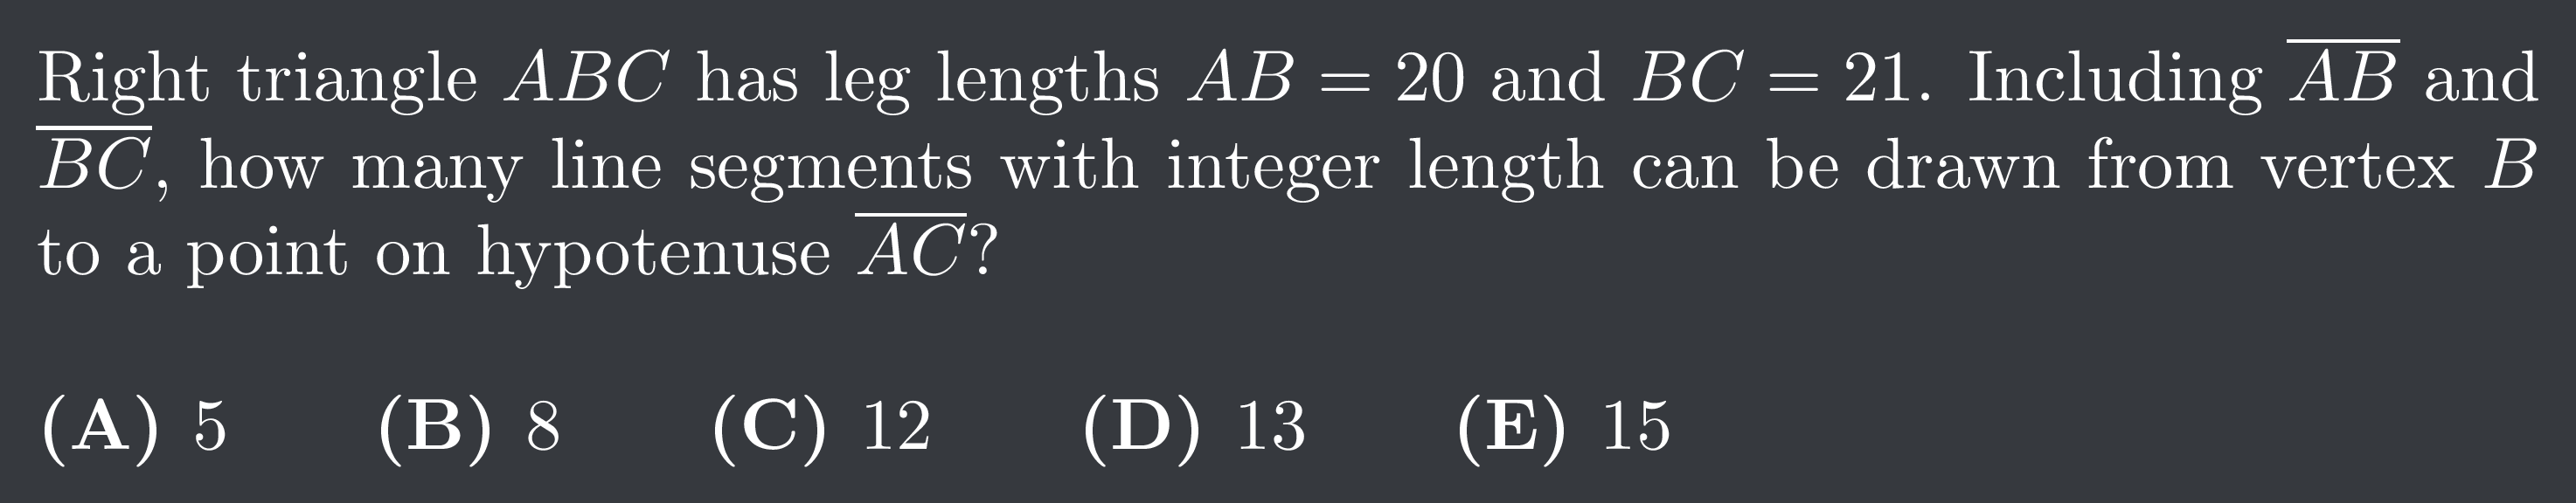 Right triangle $ABC$ has leg lengths $AB = 20$ and $BC = 21$. Including $\overline{AB}$ and
$\overline{BC}$, how many line segments with integer length can be drawn from vertex $B$
to a point on hypotenuse $\overline{AC}$?
(A) 5 (B) 8 (C) 12 (D) 13 (E) 15